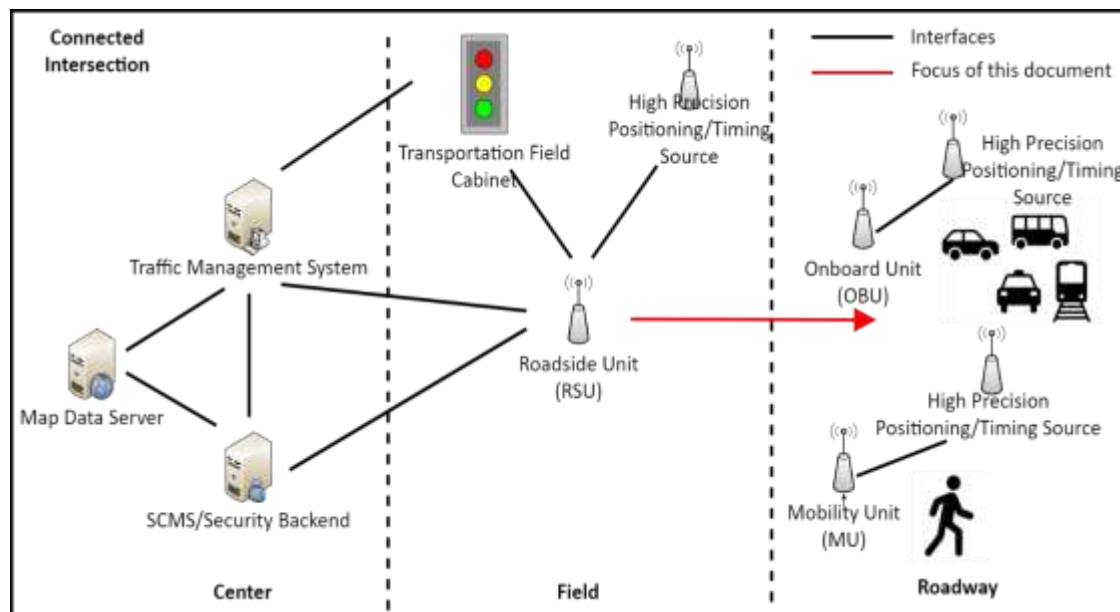 Connected
Intersection
Interfaces
Focus of this document
High Precision
Positioning/Timing
Source
Transportation Field
Cabinet
High Precision
Positioning/Timing
Source
Traffic Management System
Onboard Unit
(OBU)
Roadside Unit
(RSU)
Map Data Server
High Precision
Positioning/Timing Source
SCMS/Security Backend
Mobility Unit
(MU)
Center
Field
Roadway